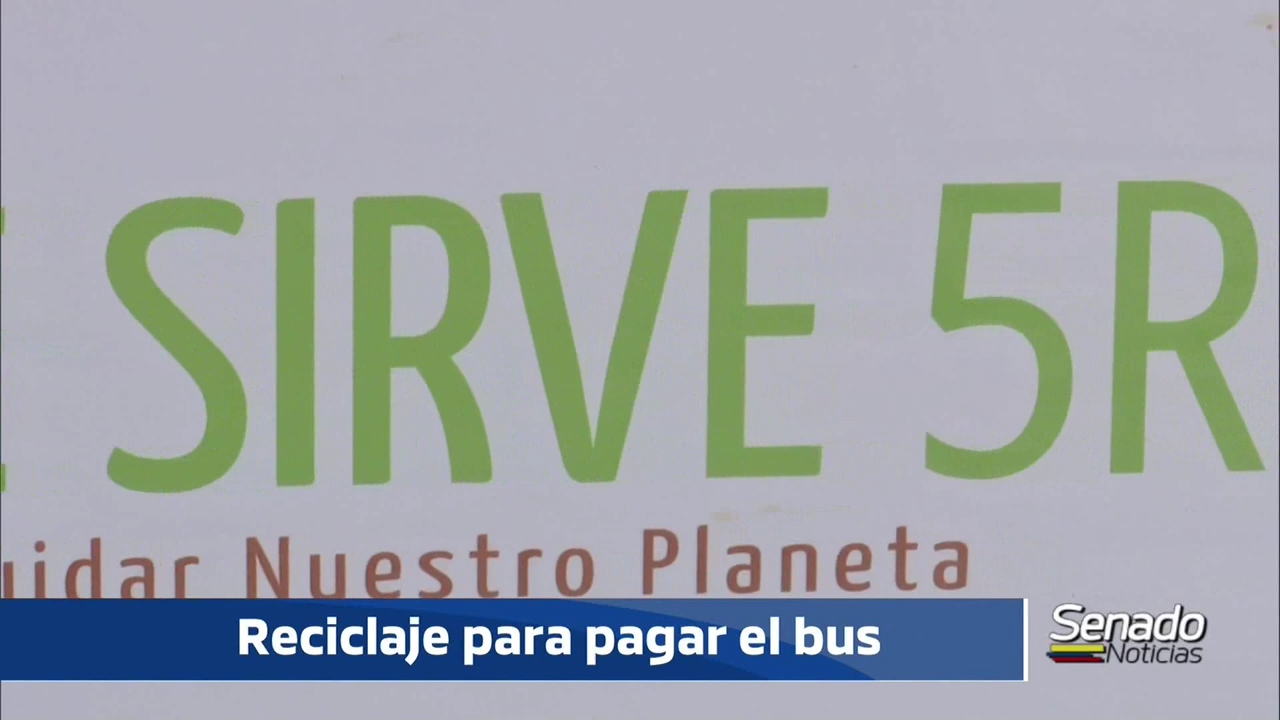 SIRVE 5R
uidar Nuestro Planeta
Reciclaje para pagar el bus
Senado
Noticias